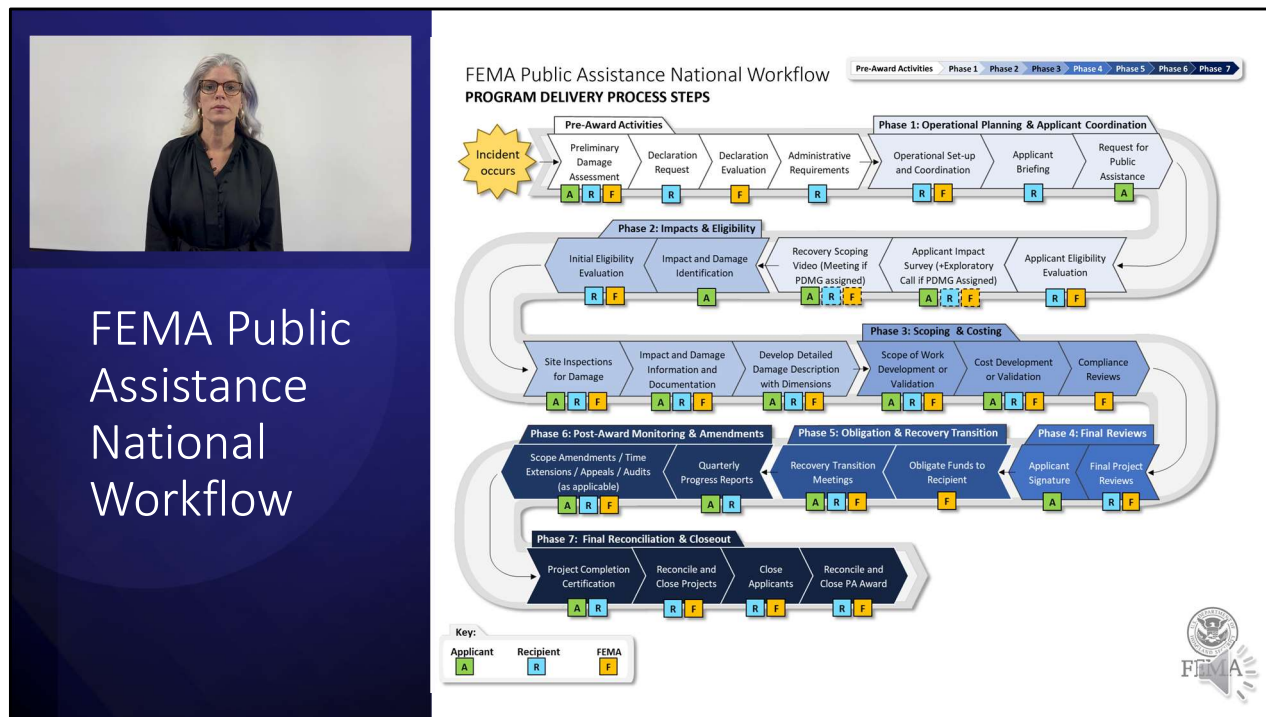 FEMA Public
Assistance
National
Workflow
FEMA Public Assistance National Workflow
PROGRAM DELIVERY PROCESS STEPS
Pre-Award Activities Phase 1 Phase 2 Phase 3 Phase 4 Phase 5 Phase 6 Phase 7
Incident
occurs
Pre-Award Activities
Preliminary
Damage
Assessment
A R F
Declaration
Request
R
Declaration
Evaluation
F
Administrative
Requirements
R
Phase 1: Operational Planning & Applicant Coordination
Operational Set-up
and Coordination
R F
Applicant
Briefing
R
Request for
Public
Assistance
A
Applicant Eligibility
Evaluation
R F
Applicant Impact
Survey (+Exploratory
Call if PDMG Assigned)
A R F
Recovery Scoping
Video (Meeting if
PDMG assigned)
A R F
Phase 2: Impacts & Eligibility
Impact and Damage
Identification
A
Initial Eligibility
Evaluation
R F
Site Inspections
for Damage
A R F
Impact and Damage
Information and
Documentation
A R F
Develop Detailed
Damage Description
with Dimensions
A R F
Phase 3: Scoping & Costing
Scope of Work
Development or
Validation
A R F
Cost Development
or Validation
A R F
Compliance
Reviews
F
Phase 4: Final Reviews
Final Project
Reviews
R F
Applicant
Signature
A
Phase 5: Obligation & Recovery Transition
Obligate Funds to
Recipient
F
Recovery Transition
Meetings
A R F
Phase 6: Post-Award Monitoring & Amendments
Quarterly
Progress Reports
A R
Scope Amendments / Time
Extensions / Appeals / Audits
(as applicable)
A R F
Phase 7: Final Reconciliation & Closeout
Project Completion
Certification
A R
Reconcile and
Close Projects
R F
Close
Applicants
R F
Reconcile and
Close PA Award
R F
Key:
Applicant Recipient FEMA
A R F
FEMA